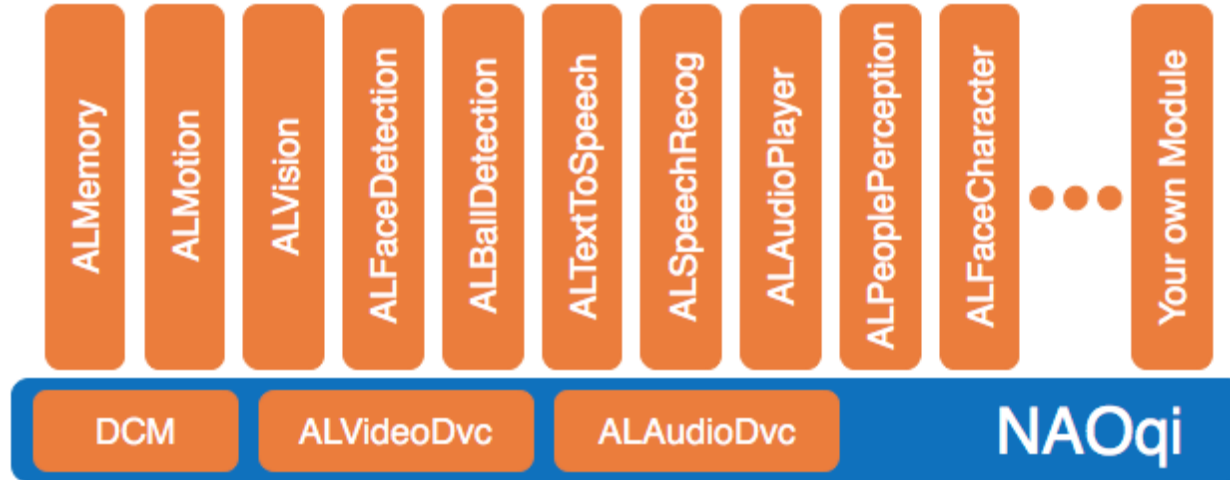 ALMemory
ALMotion
ALVision
ALFaceDetection
ALBallDetection
ALTextToSpeech
ALSpeechRecog
ALAudioPlayer
ALPeoplePerception
ALFaceCharacter
Your own Module
DCM
ALVideoDvc
ALAudioDvc
NAOqi